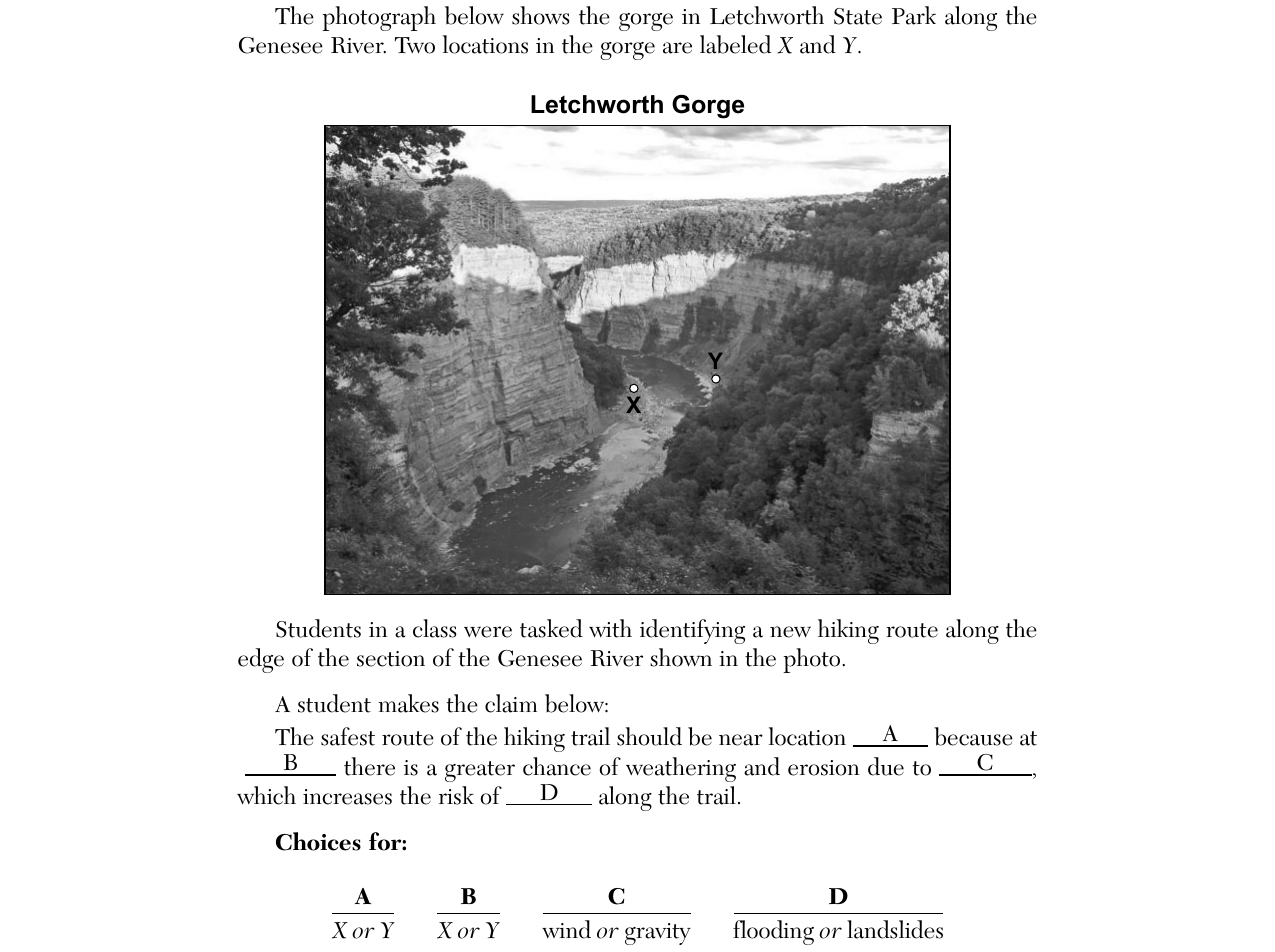 The photograph below shows the gorge in Letchworth State Park along the
Genesee River. Two locations in the gorge are labeled X and Y.
Letchworth Gorge
Y
X
Students in a class were tasked with identifying a new hiking route along the
edge of the section of the Genesee River shown in the photo.
A student makes the claim below:
The safest route of the hiking trail should be near location A because at
B there is a greater chance of weathering and erosion due to C,
which increases the risk of D along the trail.
Choices for:
A B C D
X or Y X or Y wind or gravity flooding or landslides